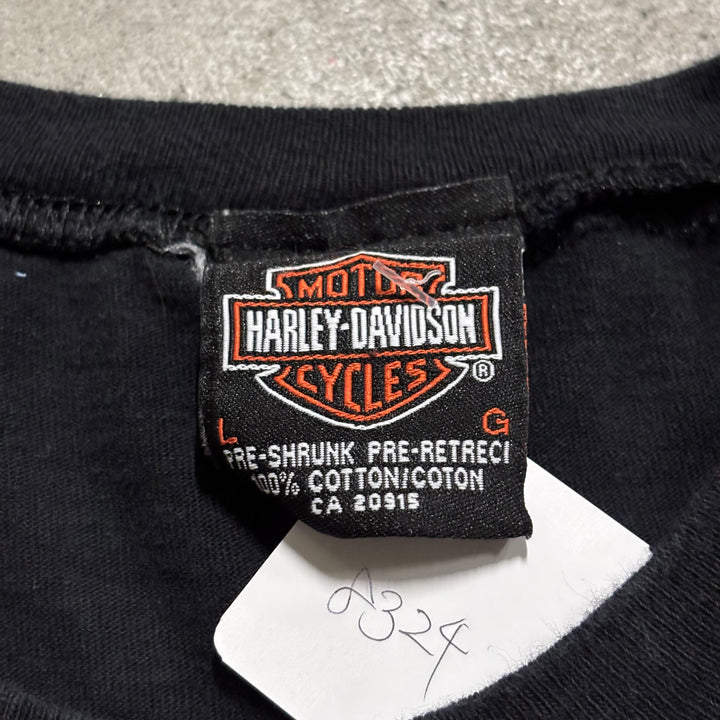 MOTOR
HARLEY-DAVIDSON
CYCLES ®
L G
PRE-SHRUNK PRE-RETRECI
100% COTTON/COTON
CA 20915
A324